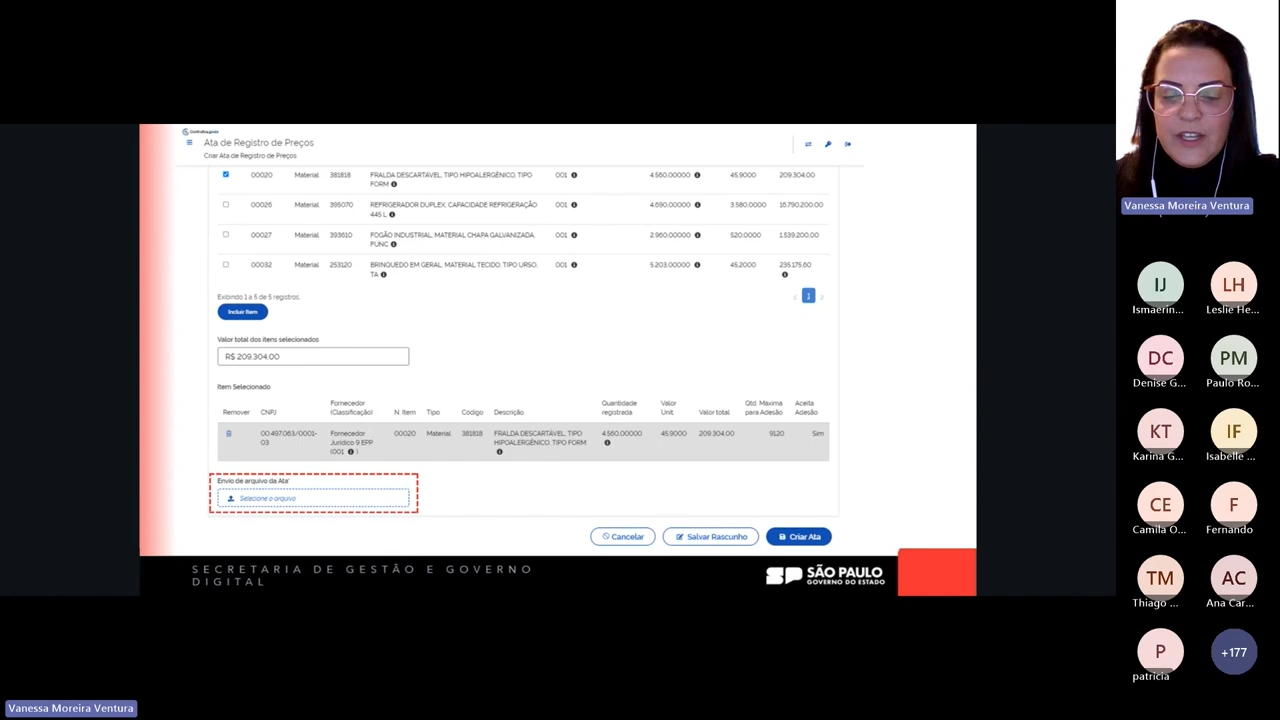 Contratos.gov.br
Ata de Registro de Preços
Criar Ata de Registro de Preços
00020 Material 381818 FRALDA DESCARTÁVEL, TIPO HIPOALERGÊNICO, TIPO FORM 001 4.560.00000 45,9000 209.304.00
00026 Material 395070 REFRIGERADOR DUPLEX, CAPACIDADE REFRIGERAÇÃO 445 L 001 4.690.00000 3.580.0000 16.790.200.00
00027 Material 393610 FOGÃO INDUSTRIAL, MATERIAL CHAPA GALVANIZADA, FUNC 001 2.960.00000 520.0000 1.539.200.00
00032 Material 253120 BRINQUEDO EM GERAL, MATERIAL TECIDO, TIPO URSO, TA 001 5.203.00000 45,2000 235.175.60
Exibindo 1 a 5 de 5 registros.
1
Incluir Item
Valor total dos itens selecionados
R$ 209.304.00
Item Selecionado
Remover CNPJ Fornecedor (Classificação) N. Item Tipo Código Descrição Quantidade registrada Valor Unit. Valor total Qtd. Máxima para Adesão Aceita Adesão
00.497.063/0001-03 Fornecedor Jurídico 9 EPP (001 ) 00020 Material 381818 FRALDA DESCARTÁVEL, TIPO HIPOALERGÊNICO, TIPO FORM 4.560.00000 45.9000 209.304.00 9120 Sim
Envio de arquivo da Ata*
Selecione o arquivo
Cancelar
Salvar Rascunho
Criar Ata
SECRETARIA DE GESTÃO E GOVERNO
DIGITAL
SP SÃO PAULO
GOVERNO DO ESTADO
Vanessa Moreira Ventura
IJ LH
Ismaerin... Leslie He...
DC PM
Denise G... Paulo Ro...
KT IF
Karina G... Isabelle ...
CE F
Camila O... Fernando
TM AC
Thiago ... Ana Car...
P +177
patricia
Vanessa Moreira Ventura